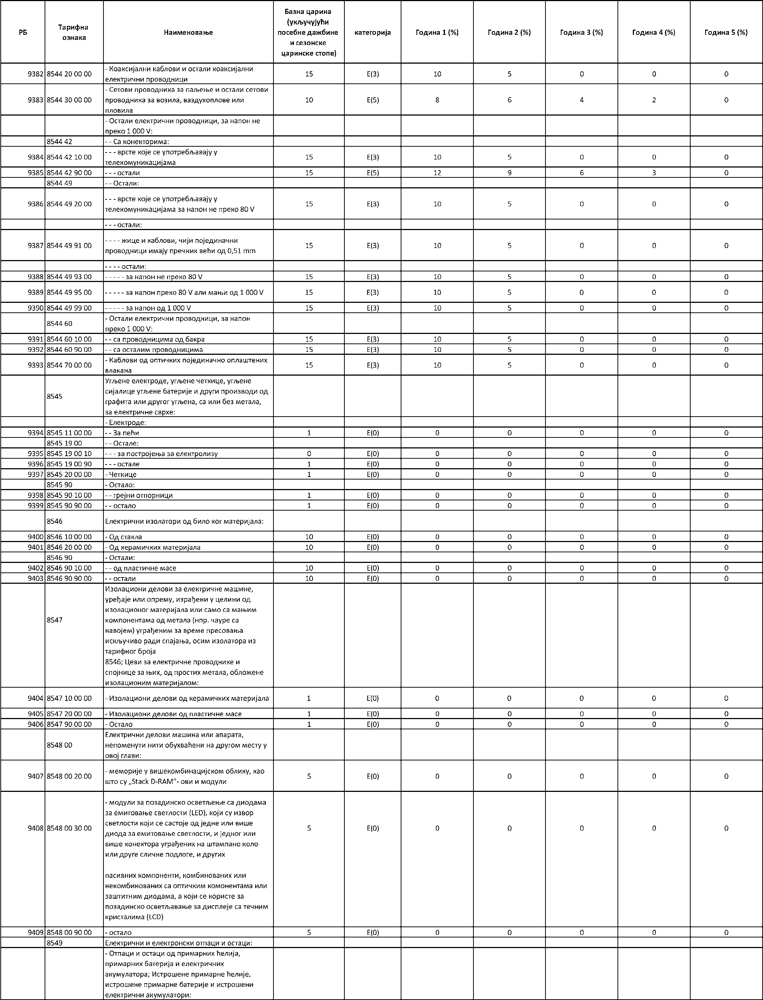 РБ Тарифна ознака Наименовање Базна царина (укључујући посебне дажбине и сезонске царинске стопе) категорија Година 1 (%) Година 2 (%) Година 3 (%) Година 4 (%) Година 5 (%)
9382 8544 20 00 00 - Коаксијални каблови и остали коаксијални електрични проводници 15 E(3) 10 5 0 0 0
9383 8544 30 00 00 - Сетови проводника за паљење и остали сетови проводника за возила, ваздухоплове или пловила 10 E(5) 8 6 4 2 0
- Остали електрични проводници, за напон не преко 1 000 V:
8544 42 - - Са конекторима:
9384 8544 42 10 00 - - - врсте које се употребљавају у телекомуникацијама 15 E(3) 10 5 0 0 0
9385 8544 42 90 00 - - - остали 15 E(5) 12 9 6 3 0
8544 49 - - Остали:
9386 8544 49 20 00 - - - врсте које се употребљавају у телекомуникацијама за напон не преко 80 V 15 E(3) 10 5 0 0 0
- - - остали:
9387 8544 49 91 00 - - - - жице и каблови, чији појединачни проводници имају пречник већи од 0,51 mm 15 E(3) 10 5 0 0 0
- - - - остали:
9388 8544 49 93 00 - - - - - за напон не преко 80 V 15 E(3) 10 5 0 0 0
9389 8544 49 95 00 - - - - - за напон преко 80 V али мањи од 1 000 V 15 E(3) 10 5 0 0 0
9390 8544 49 99 00 - - - - - за напон од 1 000 V 15 E(3) 10 5 0 0 0
8544 60 - Остали електрични проводници, за напон преко 1 000 V:
9391 8544 60 10 00 - - са проводницима од бакра 15 E(3) 10 5 0 0 0
9392 8544 60 90 00 - - са осталим проводницима 15 E(3) 10 5 0 0 0
9393 8544 70 00 00 - Каблови од оптичких појединачно оплаштених влакана 15 E(3) 10 5 0 0 0
8545 Угљене електроде, угљене четкице, угљене сијалице угљене батерије и други производи од графита или другог угљена, са или без метала, за електричне сврхе:
- Електроде:
9394 8545 11 00 00 - - За пећи 1 E(0) 0 0 0 0 0
8545 19 00 - - Остале:
9395 8545 19 00 10 - - - за постројења за електролизу 0 E(0) 0 0 0 0 0
9396 8545 19 00 90 - - - остале 1 E(0) 0 0 0 0 0
9397 8545 20 00 00 - Четкице 1 E(0) 0 0 0 0 0
8545 90 - Остало:
9398 8545 90 10 00 - - грејни отпорници 1 E(0) 0 0 0 0 0
9399 8545 90 90 00 - - остало 1 E(0) 0 0 0 0 0
8546 Електрични изолатори од било ког материјала:
9400 8546 10 00 00 - Од стакла 10 E(0) 0 0 0 0 0
9401 8546 20 00 00 - Од керамичких материјала 10 E(0) 0 0 0 0 0
8546 90 - Остали:
9402 8546 90 10 00 - - од пластичне масе 10 E(0) 0 0 0 0 0
9403 8546 90 90 00 - - остали 10 E(0) 0 0 0 0 0
8547 Изолациони делови за електричне машине, уређаје или опрему, израђени у целини од изолационог материјала или само са мањим компонентама од метала (нпр. чауре са навојем) уграђеним за време пресовања искључиво ради спајања, осим изолатора из тарифног броја
8546; Цеви за електричне проводнике и спојнице за њих, од простих метала, обложене изолационим материјалом:
9404 8547 10 00 00 - Изолациони делови од керамичких материјала 1 E(0) 0 0 0 0 0
9405 8547 20 00 00 - Изолациони делови од пластичне масе 1 E(0) 0 0 0 0 0
9406 8547 90 00 00 - Остало 1 E(0) 0 0 0 0 0
8548 00 Електрични делови машина или апарата, непоменути нити обухваћени на другом месту у овој глави:
9407 8548 00 20 00 - меморије у вишекомбинацијском облику, као што су „Stack D-RAM”- ови и модули 5 E(0) 0 0 0 0 0
9408 8548 00 30 00 - модули за позадинско осветљење са диодама за емитовање светлости (LED), који су извор светлости који се састоје од једне или више диода за емитовање светлости, и једног или више конектора уграђених на штампано коло или друге сличне подлоге, и других 5 E(0) 0 0 0 0 0
пасивних компоненти, комбинованих или некомбинованих са оптичким комонентама или заштитним диодама, а који се користе за позадинско осветљавање за дисплеје са течним кристалима (LCD)
9409 8548 00 90 00 - остало 5 E(0) 0 0 0 0 0
8549 Електрични и електронски отпаци и остаци:
- Отпаци и остаци од примарних ћелија, примарних батерија и електричних акумулатора; Истрошене примарне ћелије, истрошене примарне батерије и истрошени електрични акумулатори: